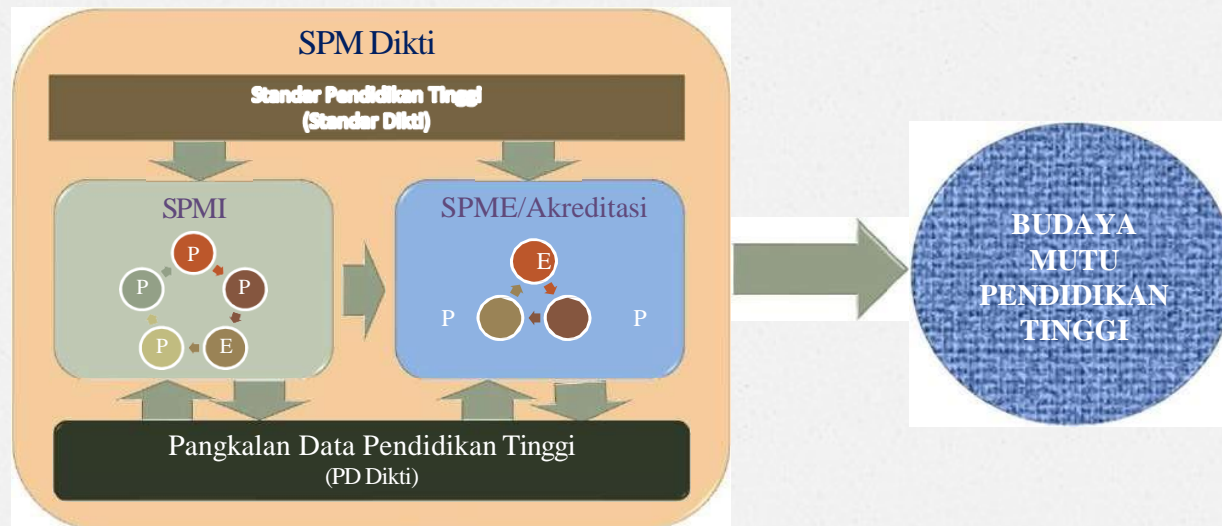 SPM Dikti
Standar Pendidikan Tinggi
(Standar Dikti)
SPMI
P
P
P
P
E
SPME/Akreditasi
E
P
P
Pangkalan Data Pendidikan Tinggi
(PD Dikti)
BUDAYA
MUTU
PENDIDIKAN
TINGGI